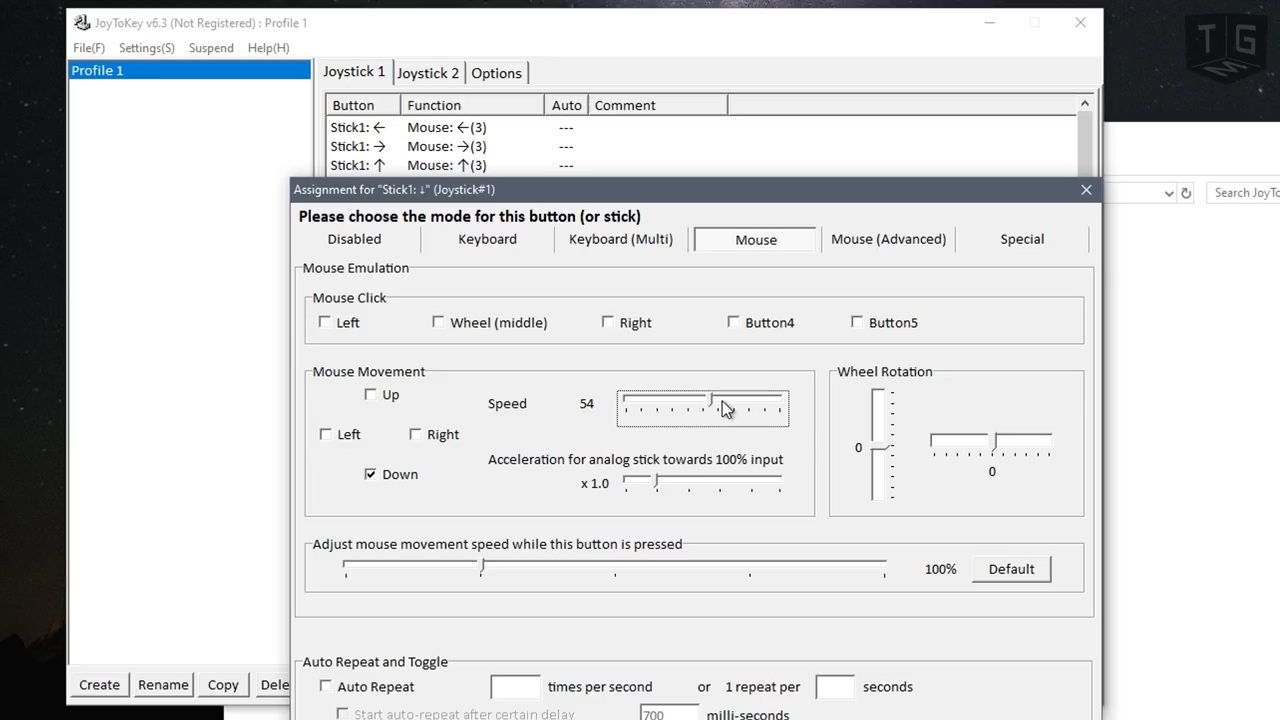 JoyToKey v6.3 (Not Registered) : Profile 1
File(F) Settings(S) Suspend Help(H)
Profile 1
Joystick 1 Joystick 2 Options
Button Function Auto Comment
Stick1: ← Mouse: ←(3) ---
Stick1: → Mouse: →(3) ---
Stick1: ↑ Mouse: ↑(3) ---
TGM
Search JoyTo
Assignment for "Stick1: ↓" (Joystick#1)
Please choose the mode for this button (or stick)
Disabled Keyboard Keyboard (Multi) Mouse Mouse (Advanced) Special
Mouse Emulation
Mouse Click
Left Wheel (middle) Right Button4 Button5
Mouse Movement
Up
Speed 54
Left Right
Acceleration for analog stick towards 100% input
Down
x 1.0
Wheel Rotation
0
0
Adjust mouse movement speed while this button is pressed
100% Default
Auto Repeat and Toggle
Auto Repeat times per second or 1 repeat per seconds
Start auto-repeat after certain delay 700 milli-seconds
Create Rename Copy Dele